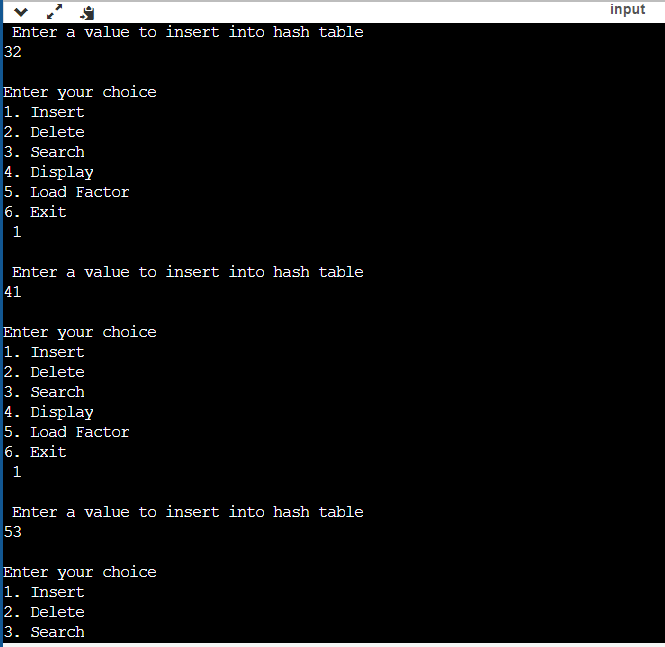 input
Enter a value to insert into hash table
32
Enter your choice
1. Insert
2. Delete
3. Search
4. Display
5. Load Factor
6. Exit
1
Enter a value to insert into hash table
41
Enter your choice
1. Insert
2. Delete
3. Search
4. Display
5. Load Factor
6. Exit
1
Enter a value to insert into hash table
53
Enter your choice
1. Insert
2. Delete
3. Search